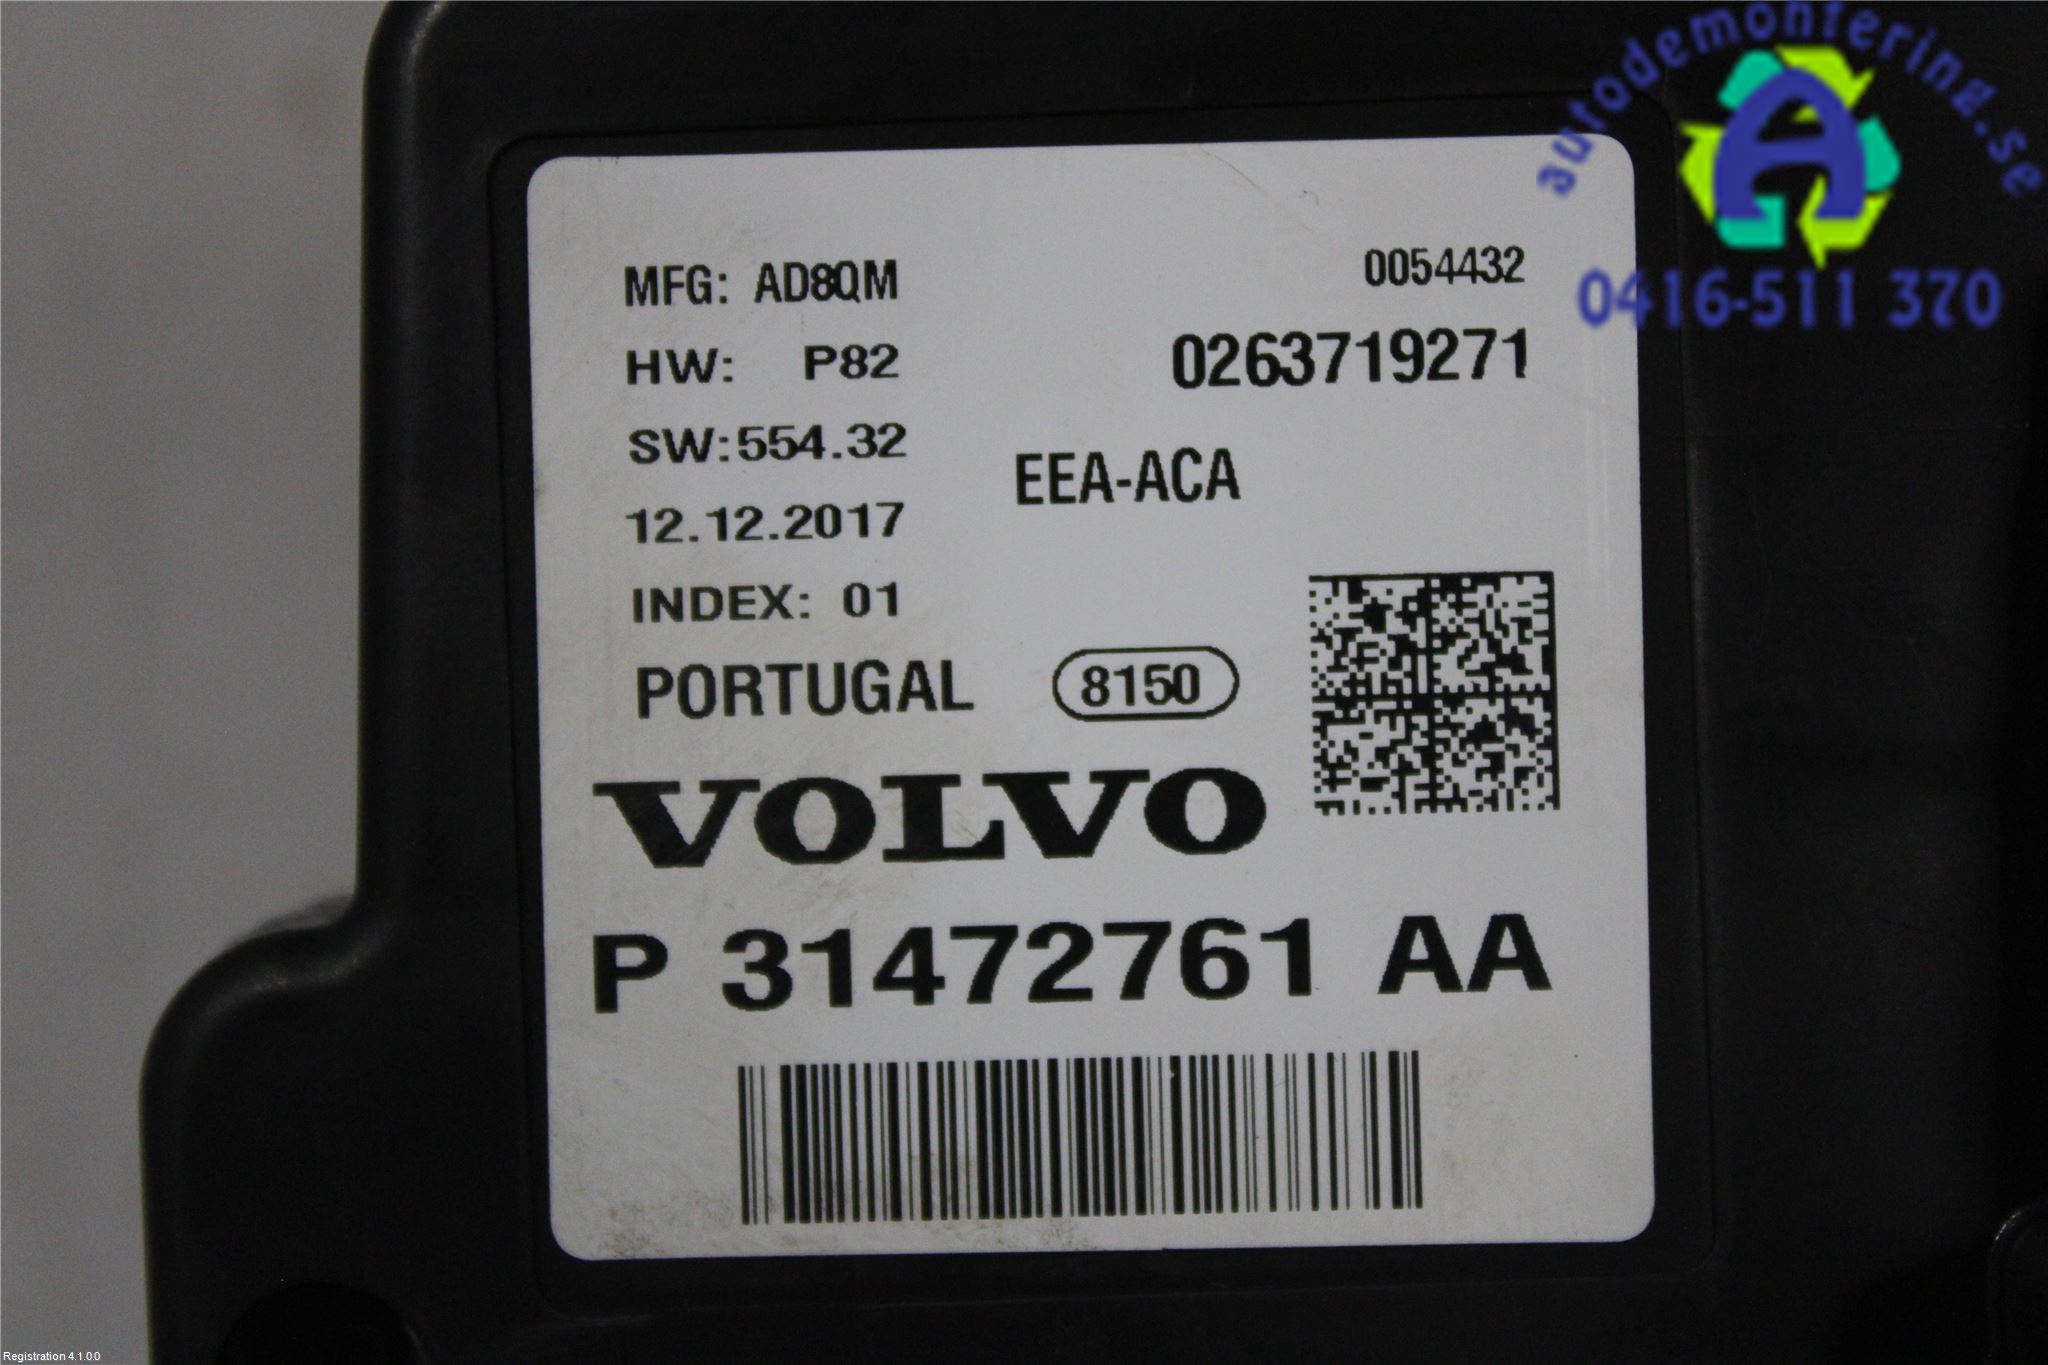 autodemontering.se
A
0416-511 370
MFG: AD8QM
0054432
HW: P82
0263719271
SW:554.32
EEA-ACA
12.12.2017
INDEX: 01
PORTUGAL
8150
VOLVO
P 31472761 AA
Registration 4.1.0.0